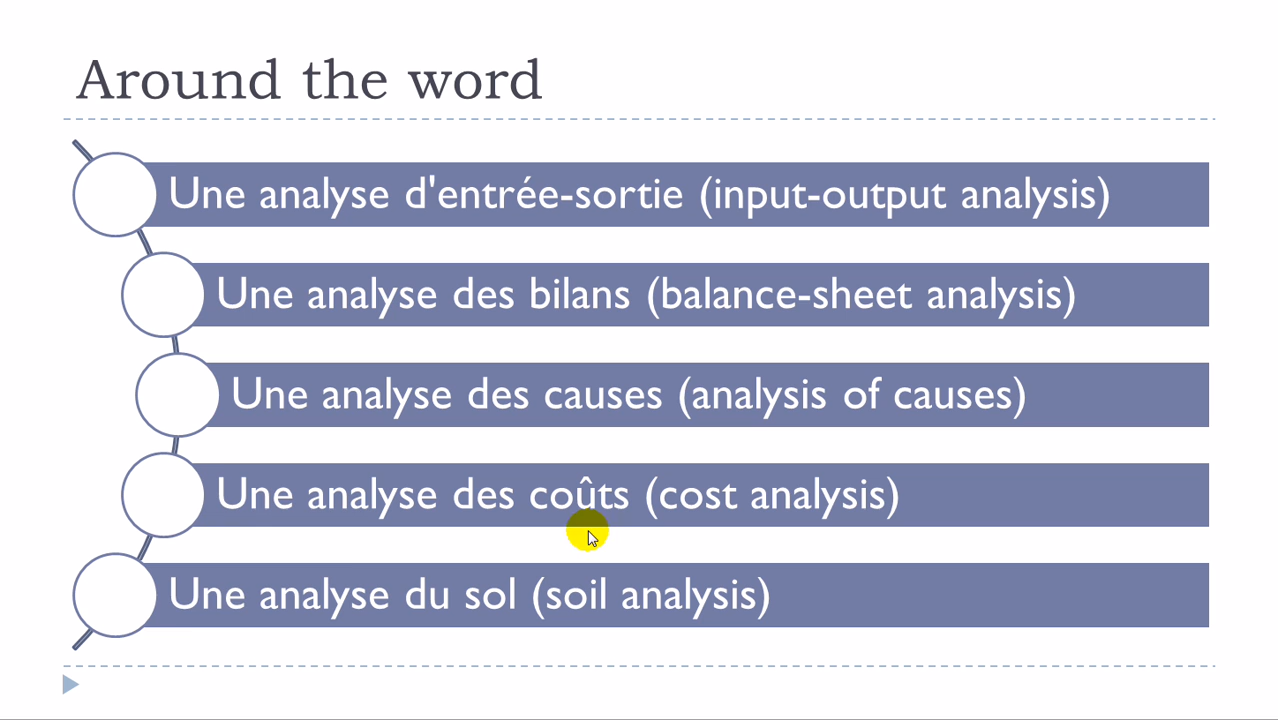 Around the word
Une analyse d'entrée-sortie (input-output analysis)
Une analyse des bilans (balance-sheet analysis)
Une analyse des causes (analysis of causes)
Une analyse des coûts (cost analysis)
Une analyse du sol (soil analysis)